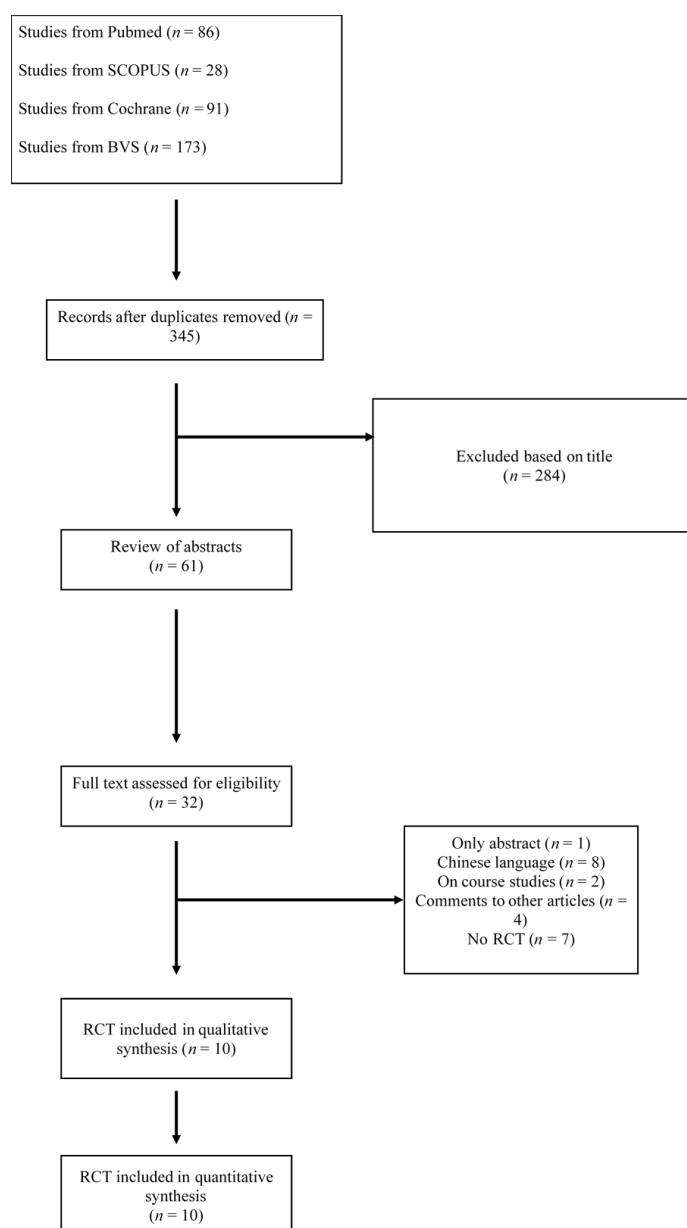 Studies from Pubmed (n = 86)
Studies from SCOPUS (n = 28)
Studies from Cochrane (n = 91)
Studies from BVS (n = 173)
Records after duplicates removed (n =
345)
Excluded based on title
(n = 284)
Review of abstracts
(n = 61)
Full text assessed for eligibility
(n = 32)
Only abstract (n = 1)
Chinese language (n = 8)
On course studies (n = 2)
Comments to other articles (n =
4)
No RCT (n = 7)
RCT included in qualitative
synthesis (n = 10)
RCT included in quantitative
synthesis
(n = 10)